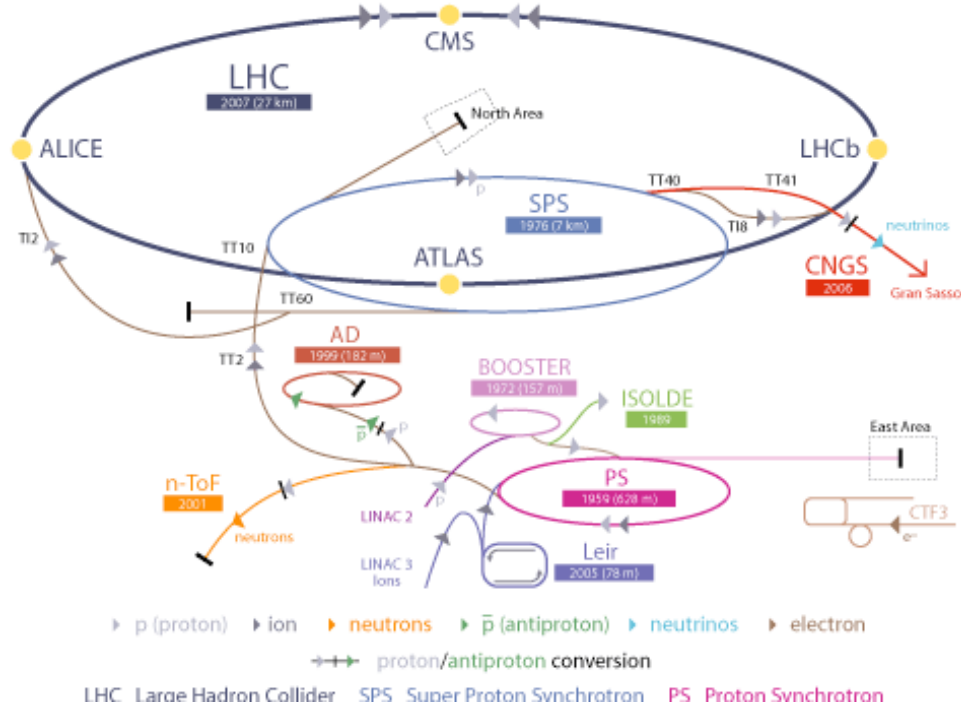 CMS
LHC
2007 (27 km)
North Area
ALICE
LHCb
p
TT40
TT41
SPS
1976 (7 km)
TI2
TT10
TI8
neutrinos
ATLAS
CNGS
2006
Gran Sasso
TT60
AD
1999 (182 m)
TT2
BOOSTER
1972 (157 m)
ISOLDE
1989
p̅
p
East Area
n-ToF
2001
PS
1959 (628 m)
p
LINAC 2
CTF3
neutrons
e-
LINAC 3
Ions
Leir
2005 (78 m)
p (proton) ion neutrons p̅ (antiproton) neutrinos electron
proton/antiproton conversion
LHC Large Hadron Collider SPS Super Proton Synchrotron PS Proton Synchrotron